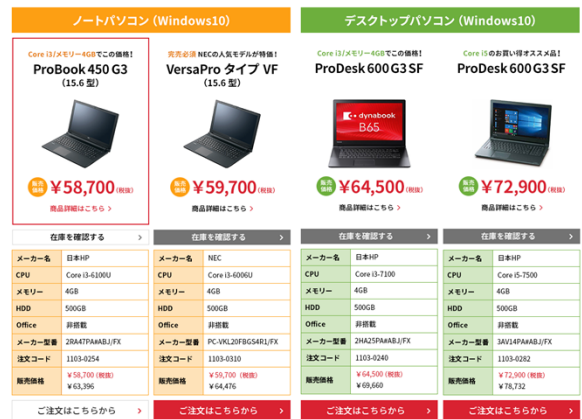 ノートパソコン（Windows10）
Core i3/メモリー4GBでこの価格！
ProBook 450 G3
（15.6 型）
販売価格 ￥58,700（税抜）
商品詳細はこちら >
在庫を確認する >
メーカー名 日本HP
CPU Core i3-6100U
メモリー 4GB
HDD 500GB
Office 非搭載
メーカー型番 2RA47PA#ABJ/FX
注文コード 1103-0254
販売価格 ￥58,700（税抜）
￥63,396
ご注文はこちらから >
完売必須 NECの人気モデルが特価！
VersaPro タイプ VF
（15.6 型）
販売価格 ￥59,700（税抜）
商品詳細はこちら >
在庫を確認する >
メーカー名 NEC
CPU Core i3-6006U
メモリー 4GB
HDD 500GB
Office 非搭載
メーカー型番 PC-VKL20FBGS4R1/FX
注文コード 1103-0310
販売価格 ￥59,700（税抜）
￥64,476
ご注文はこちらから >
デスクトップパソコン（Windows10）
Core i3/メモリー4GBでこの価格！
ProDesk 600 G3 SF
dynabook
B65
販売価格 ￥64,500（税抜）
商品詳細はこちら >
在庫を確認する >
メーカー名 日本HP
CPU Core i3-7100
メモリー 4GB
HDD 500GB
Office 非搭載
メーカー型番 2HA25PA#ABJ/FX
注文コード 1103-0240
販売価格 ￥64,500（税抜）
￥69,660
ご注文はこちらから >
Core i5のお買い得オススメ品！
ProDesk 600 G3 SF
販売価格 ￥72,900（税抜）
商品詳細はこちら >
在庫を確認する >
メーカー名 日本HP
CPU Core i5-7500
メモリー 4GB
HDD 500GB
Office 非搭載
メーカー型番 3AV14PA#ABJ/FX
注文コード 1103-0282
販売価格 ￥72,900（税抜）
￥78,732
ご注文はこちらから >